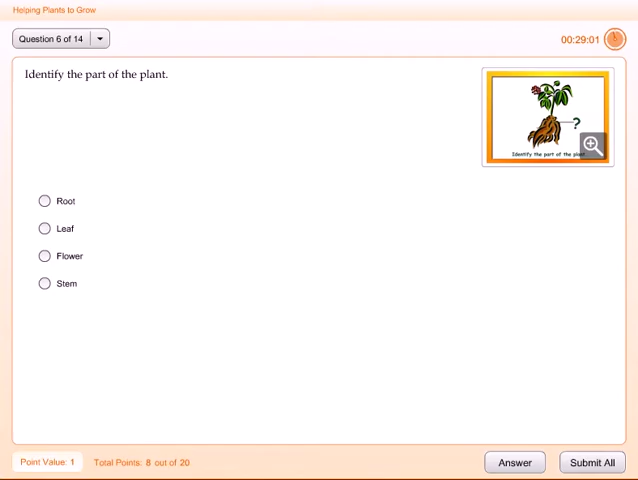 Helping Plants to Grow
Question 6 of 14
00:29:01
Identify the part of the plant.
?
Identify the part of the plant
Root
Leaf
Flower
Stem
Point Value: 1
Total Points: 8 out of 20
Answer
Submit All